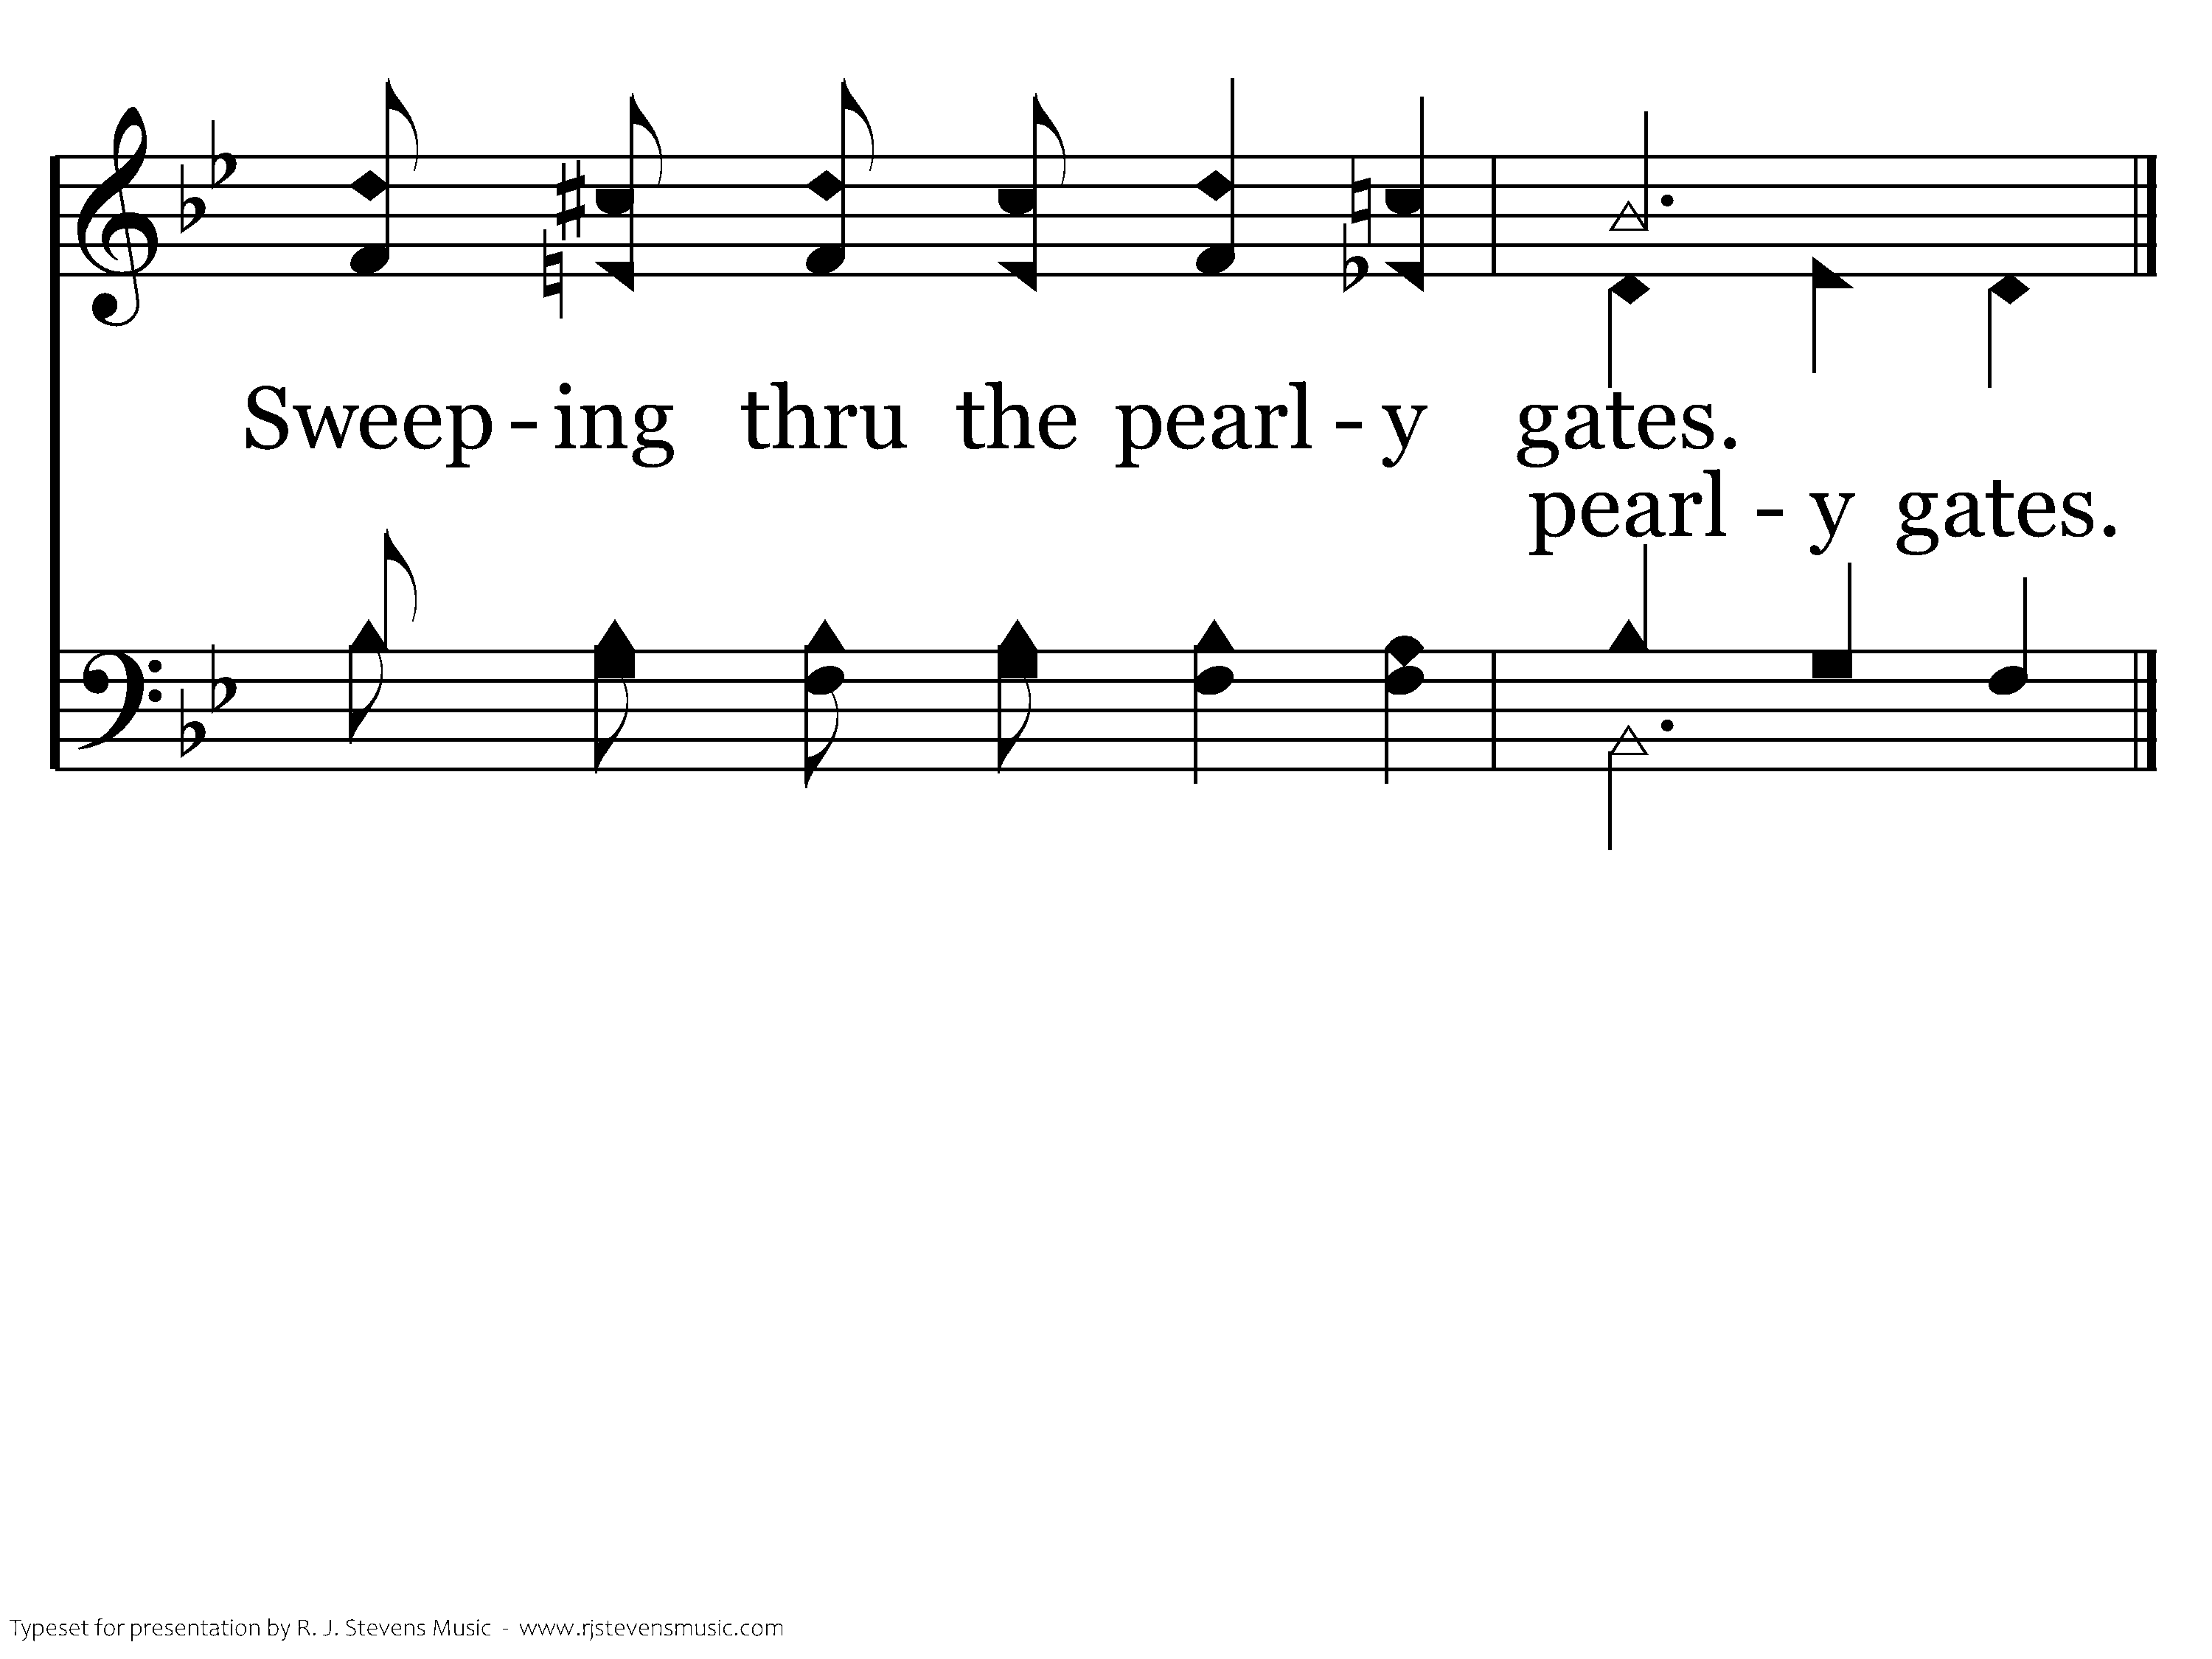 Sweep - ing thru the pearl - y gates.
pearl - y gates.
Typeset for presentation by R. J. Stevens Music - www.rjstevensmusic.com